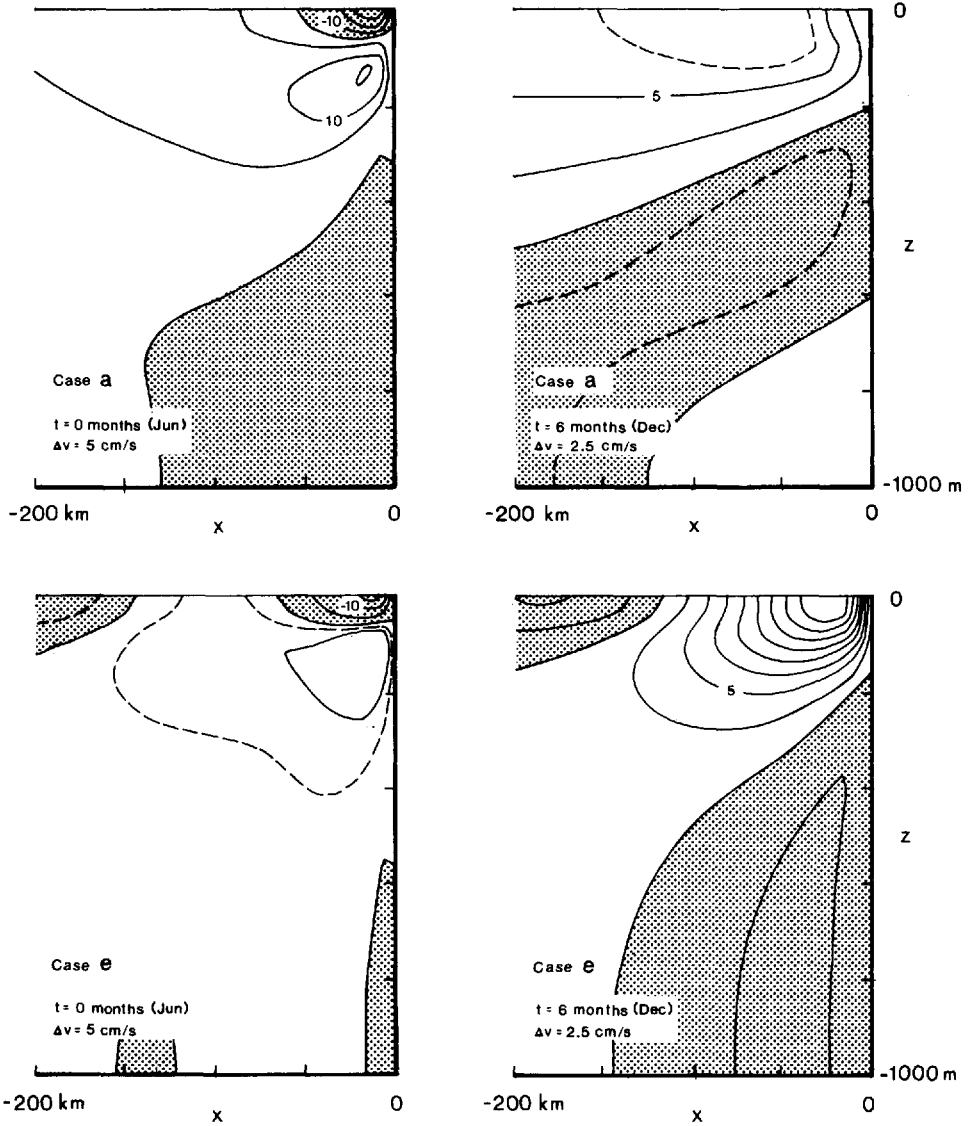 -10
10
Case a
t = 0 months (Jun)
Δv = 5 cm/s
-200 km
x
0
5
0
z
Case a
t = 6 months (Dec)
Δv = 2.5 cm/s
-1000 m
-200 km
x
0
-10
Case e
t = 0 months (Jun)
Δv = 5 cm/s
-200 km
x
0
5
0
z
Case e
t = 6 months (Dec)
Δv = 2.5 cm/s
-1000 m
-200 km
x
0